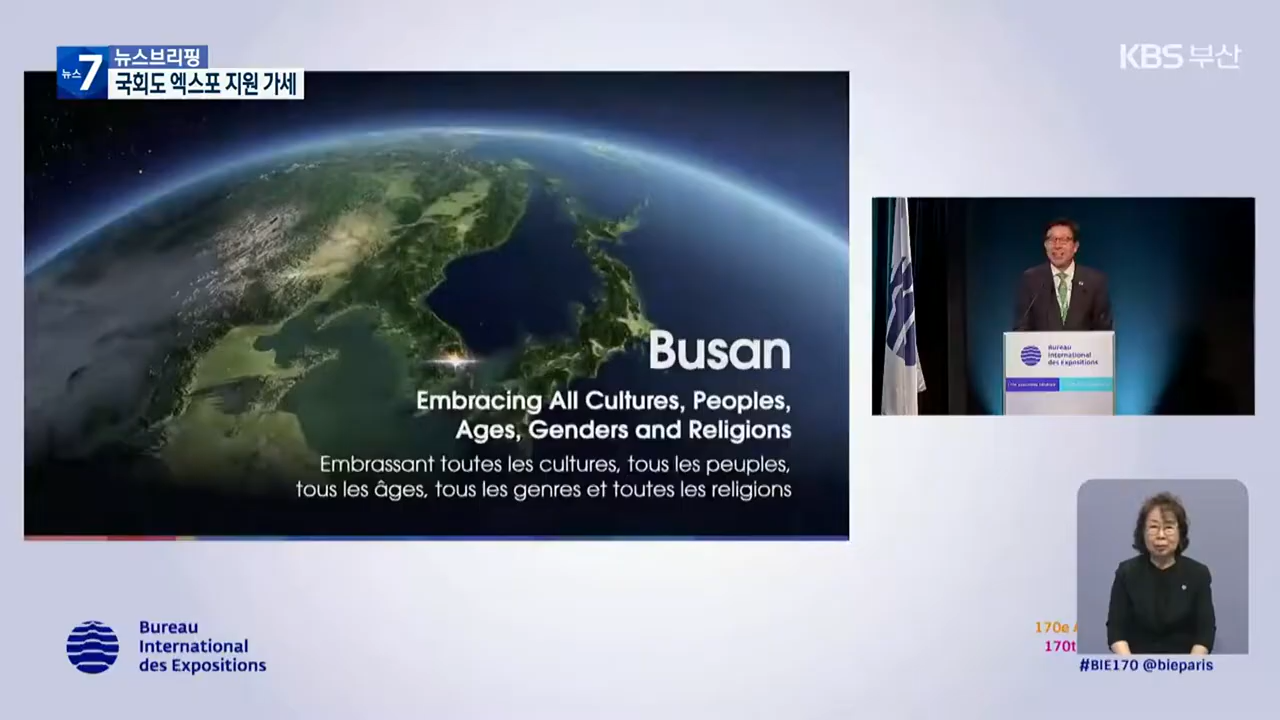 뉴스브리핑
뉴스7
국회도 엑스포 지원 가세
KBS 부산
Busan
Embracing All Cultures, Peoples,
Ages, Genders and Religions
Embrassant toutes les cultures, tous les peuples,
tous les âges, tous les genres et toutes les religions
Bureau
International
des Expositions
Bureau
International
des Expositions
170e
170t
#BIE170 @bieparis